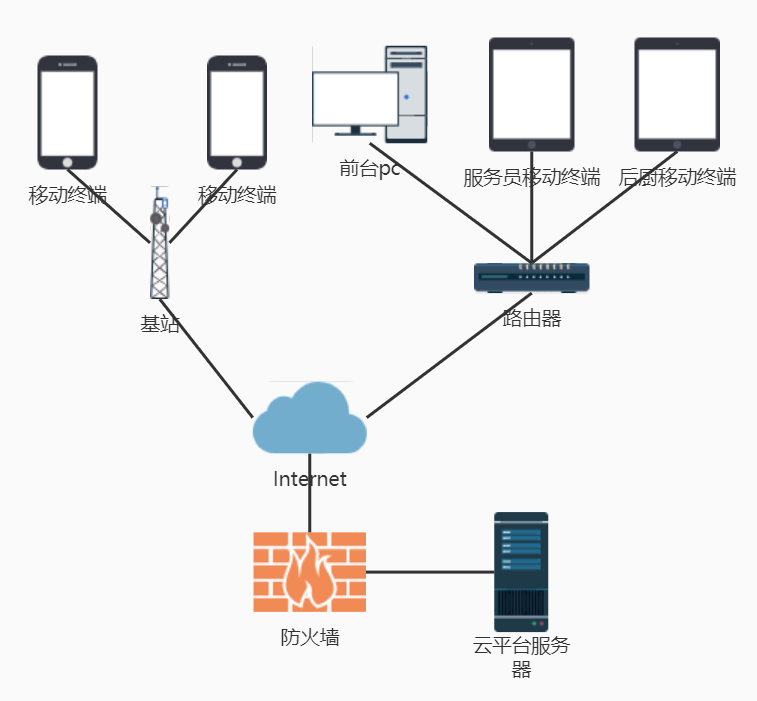 移动终端
移动终端
前台pc
服务员移动终端
后厨移动终端
基站
路由器
Internet
防火墙
云平台服务
器